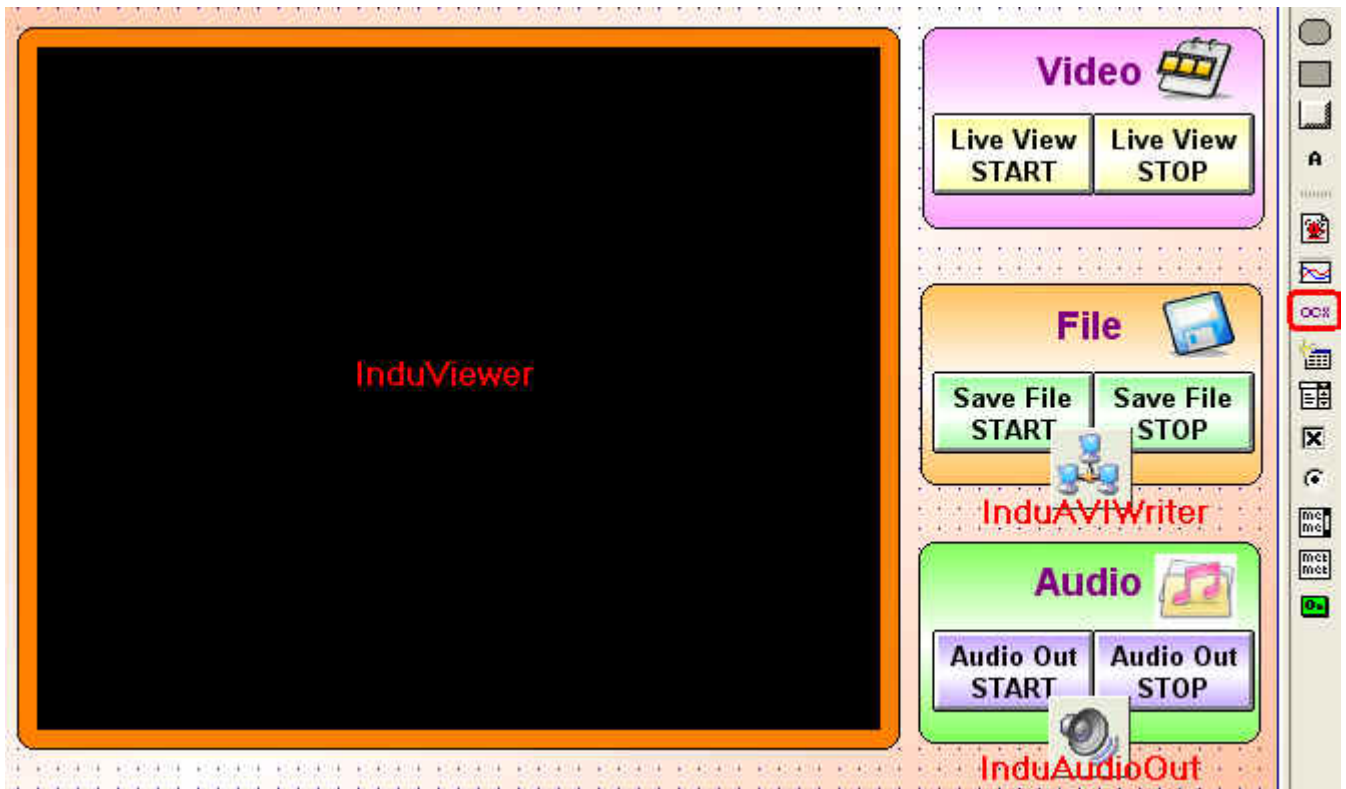 Video
Live View START
Live View STOP
InduViewer
File
Save File START
Save File STOP
InduAVIWriter
Audio
Audio Out START
Audio Out STOP
InduAudioOut
A
OCX